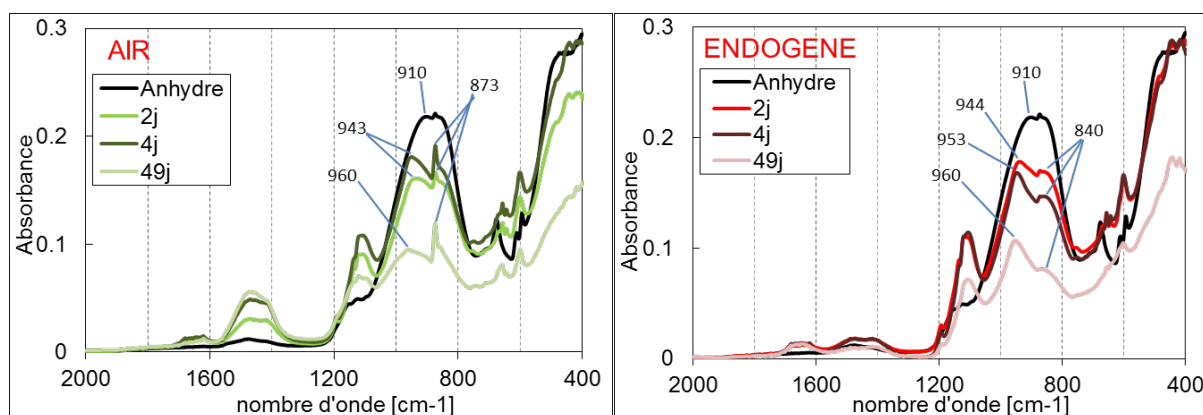 AIR
Anhydre
2j
4j
49j
910
873
943
960
0.3
0.2
0.1
0
Absorbance
2000
1600
1200
800
400
nombre d'onde [cm-1]
ENDOGENE
Anhydre
2j
4j
49j
910
944
953
840
960
0.3
0.2
0.1
0
Absorbance
2000
1600
1200
800
400
nombre d'onde [cm-1]